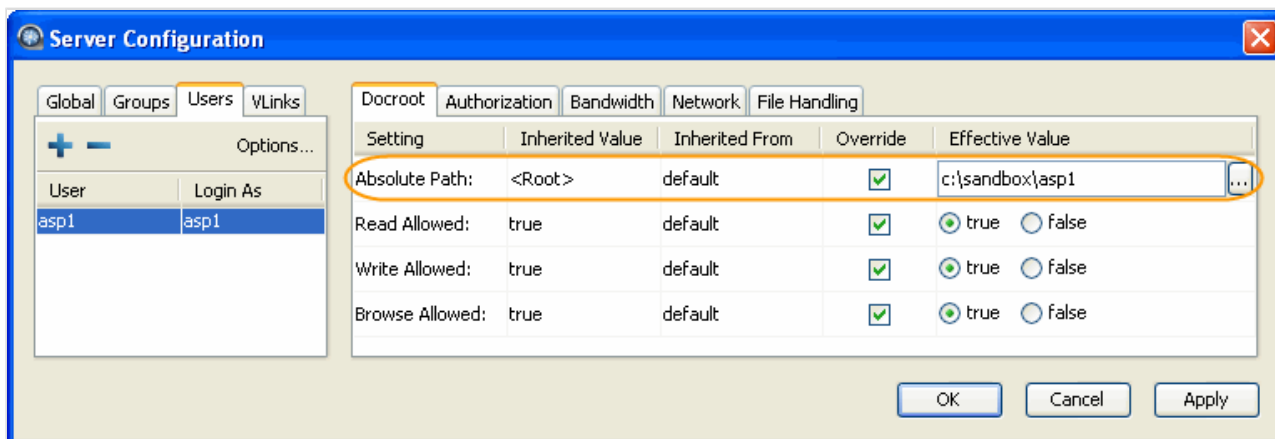 Server Configuration
Global Groups Users VLinks
Options...
User Login As
asp1 asp1
Docroot Authorization Bandwidth Network File Handling
Setting Inherited Value Inherited From Override Effective Value
Absolute Path: <Root> default c:\sandbox\asp1 ...
Read Allowed: true default true false
Write Allowed: true default true false
Browse Allowed: true default true false
OK Cancel Apply